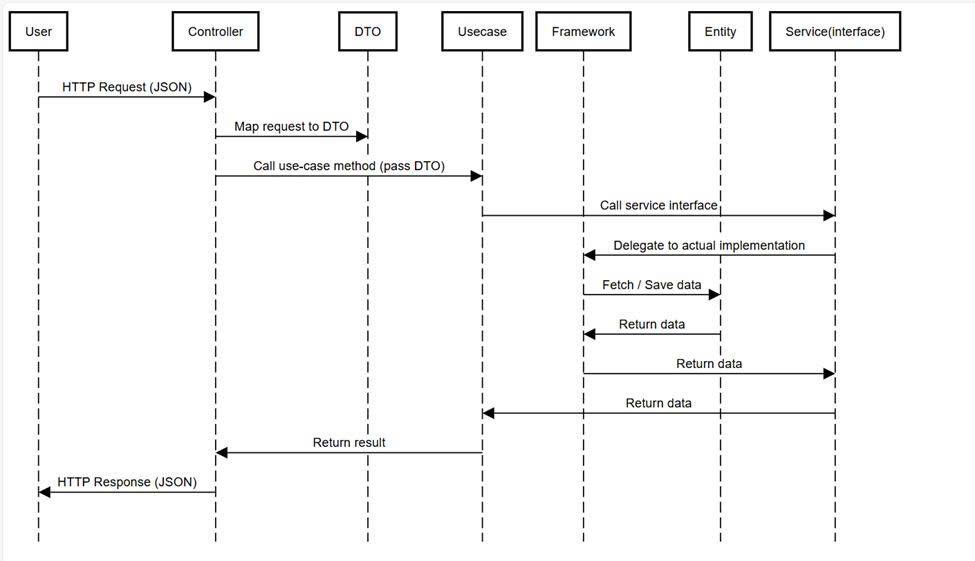 User
Controller
DTO
Usecase
Framework
Entity
Service(interface)
HTTP Request (JSON)
Map request to DTO
Call use-case method (pass DTO)
Call service interface
Delegate to actual implementation
Fetch / Save data
Return data
Return data
Return data
Return result
HTTP Response (JSON)